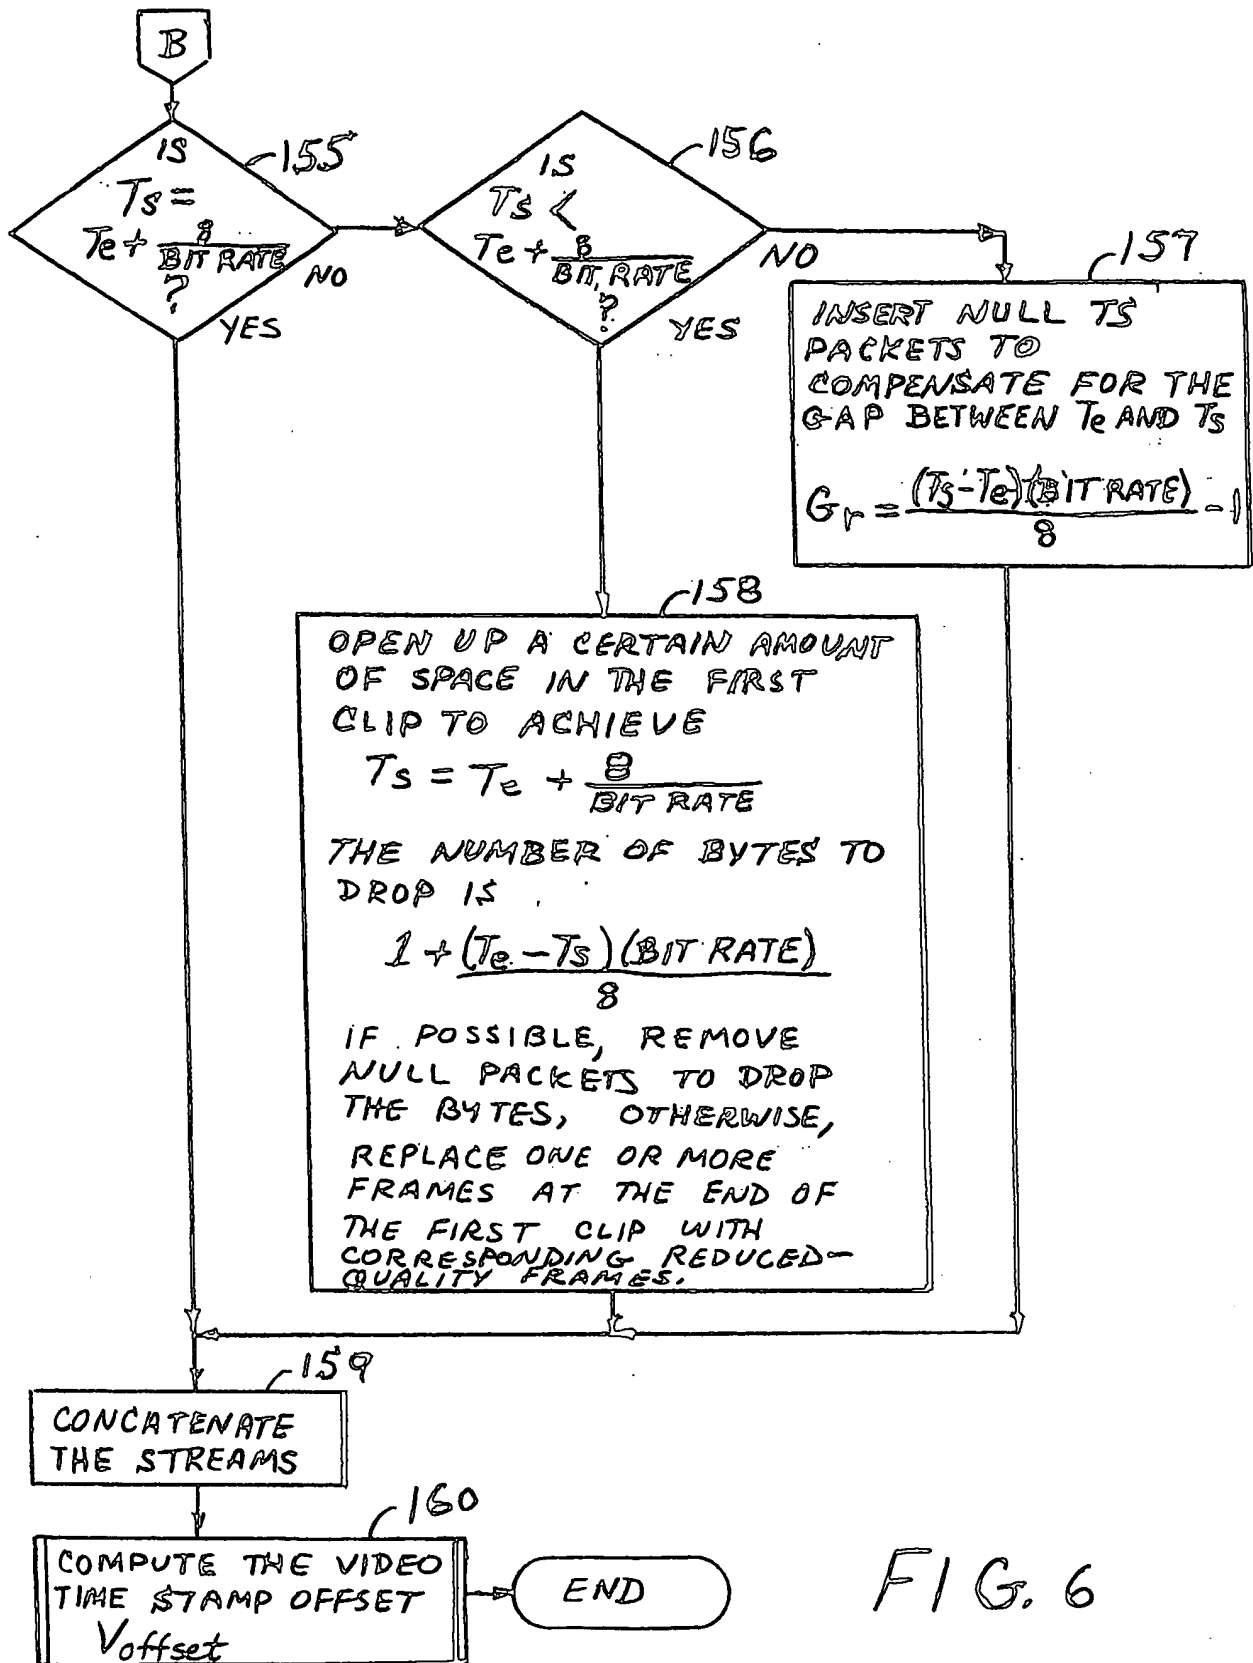 B
155
IS
Ts =
Te + 8 / BIT RATE
?
NO
YES
156
IS
Ts <
Te + 8 / BIT RATE
?
NO
YES
157
INSERT NULL TS
PACKETS TO
COMPENSATE FOR THE
GAP BETWEEN Te AND Ts
Gr = (Ts-Te)(BIT RATE) / 8 - 1
158
OPEN UP A CERTAIN AMOUNT
OF SPACE IN THE FIRST
CLIP TO ACHIEVE
Ts = Te + 8 / BIT RATE
THE NUMBER OF BYTES TO
DROP IS
1 + (Te - Ts)(BIT RATE) / 8
IF POSSIBLE, REMOVE
NULL PACKETS TO DROP
THE BYTES, OTHERWISE,
REPLACE ONE OR MORE
FRAMES AT THE END OF
THE FIRST CLIP WITH
CORRESPONDING REDUCED-
QUALITY FRAMES.
159
CONCATENATE
THE STREAMS
160
COMPUTE THE VIDEO
TIME STAMP OFFSET
Voffset
END
FIG. 6